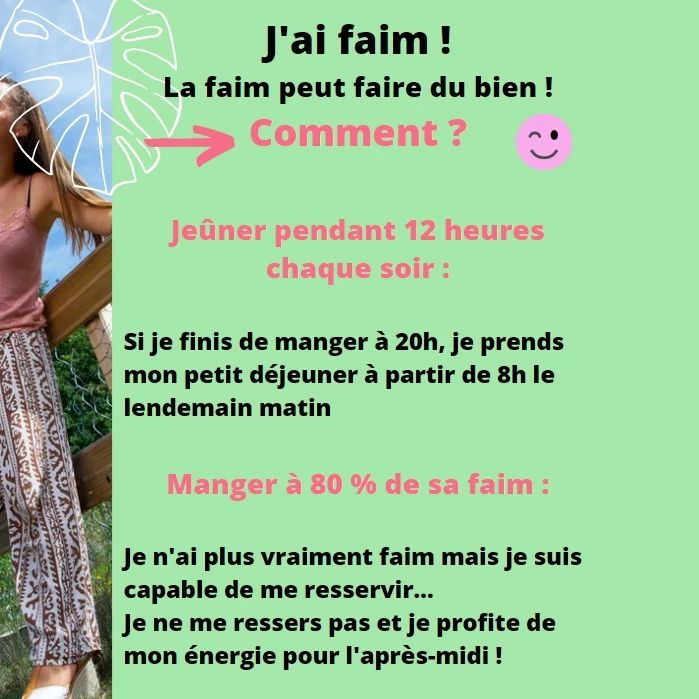 J'ai faim !
La faim peut faire du bien !
Comment ?
Jeûner pendant 12 heures
chaque soir :
Si je finis de manger à 20h, je prends
mon petit déjeuner à partir de 8h le
lendemain matin
Manger à 80 % de sa faim :
Je n'ai plus vraiment faim mais je suis
capable de me resservir...
Je ne me ressers pas et je profite de
mon énergie pour l'après-midi !